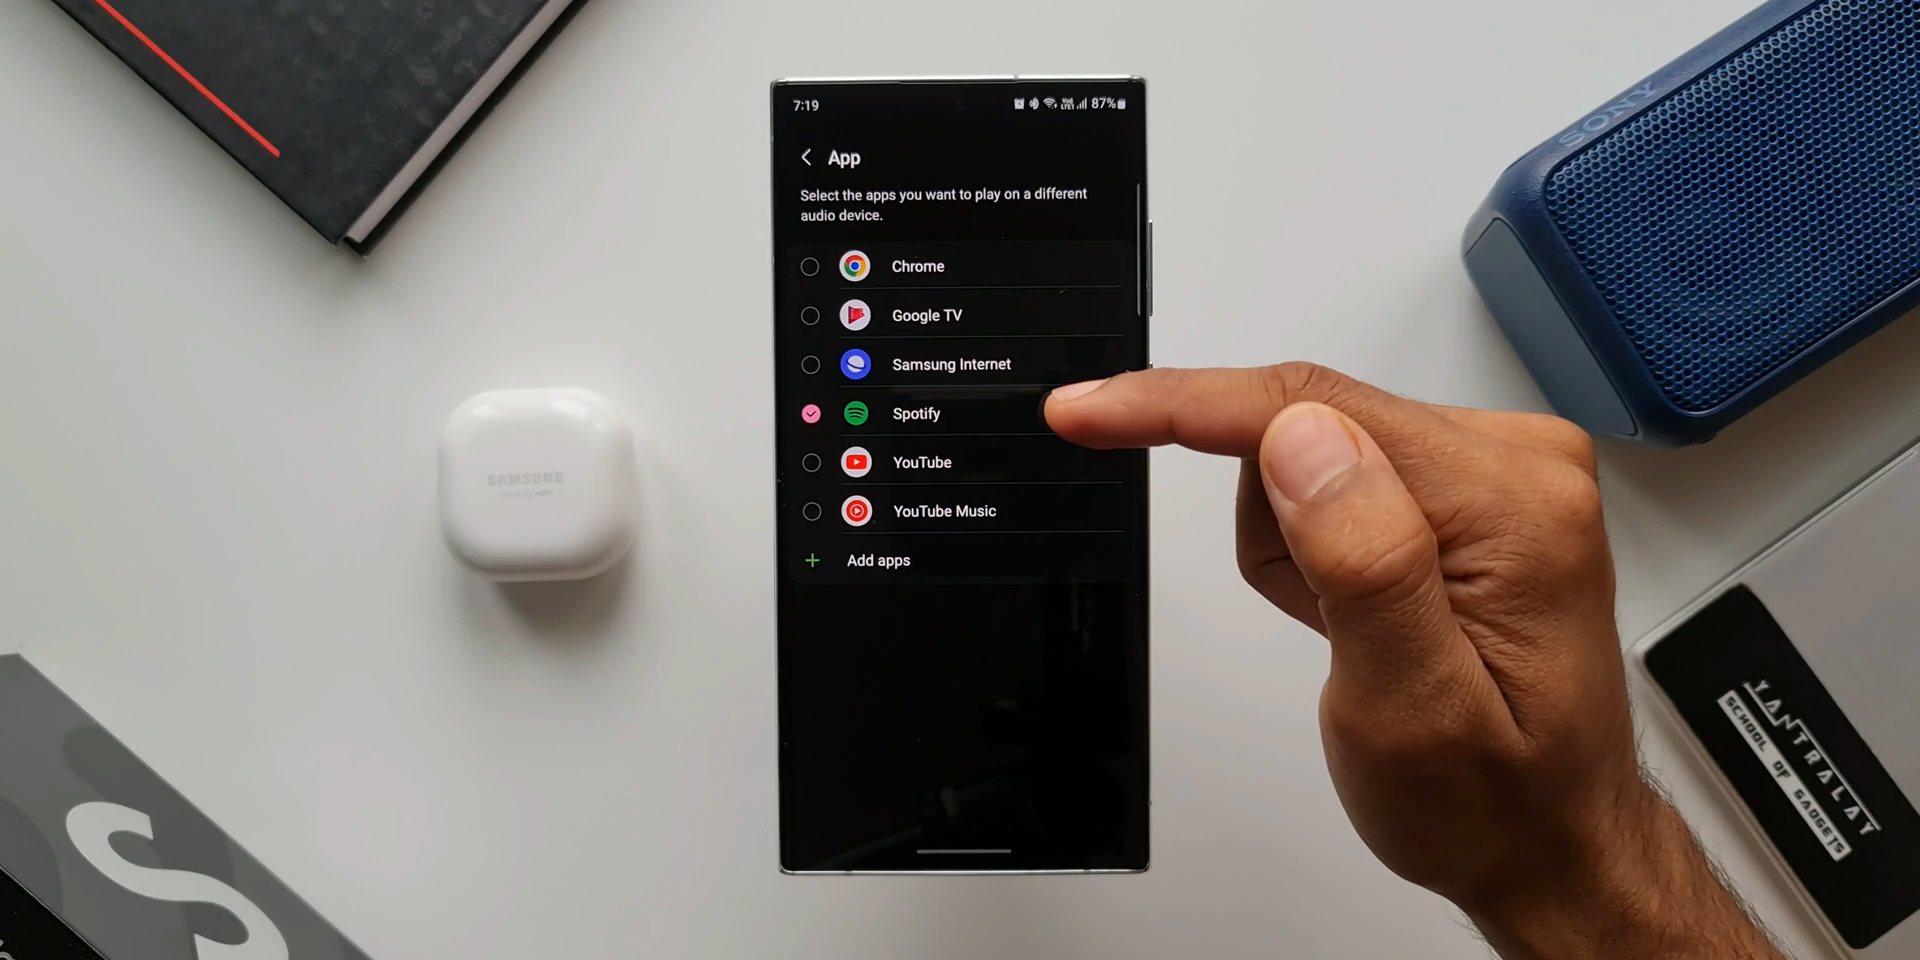 7:19
87%
App
Select the apps you want to play on a different
audio device.
Chrome
Google TV
Samsung Internet
Spotify
YouTube
YouTube Music
Add apps
SAMSUNG
SONY
YANTRALAY
SCHOOL OF GADGETS
S